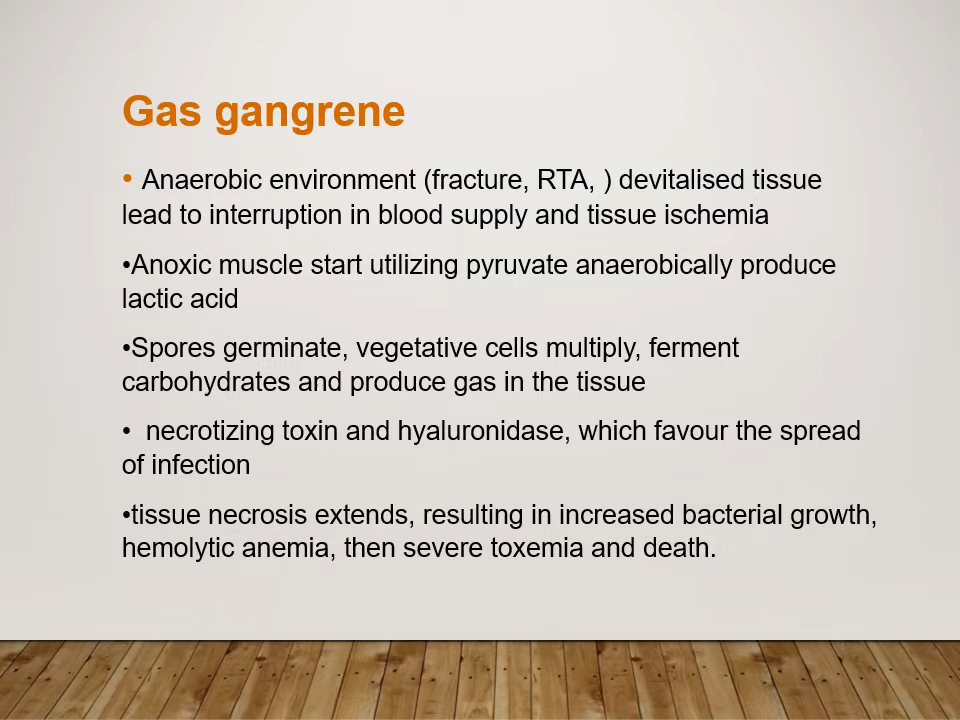 Gas gangrene
• Anaerobic environment (fracture, RTA, ) devitalised tissue
lead to interruption in blood supply and tissue ischemia
•Anoxic muscle start utilizing pyruvate anaerobically produce
lactic acid
•Spores germinate, vegetative cells multiply, ferment
carbohydrates and produce gas in the tissue
• necrotizing toxin and hyaluronidase, which favour the spread
of infection
•tissue necrosis extends, resulting in increased bacterial growth,
hemolytic anemia, then severe toxemia and death.